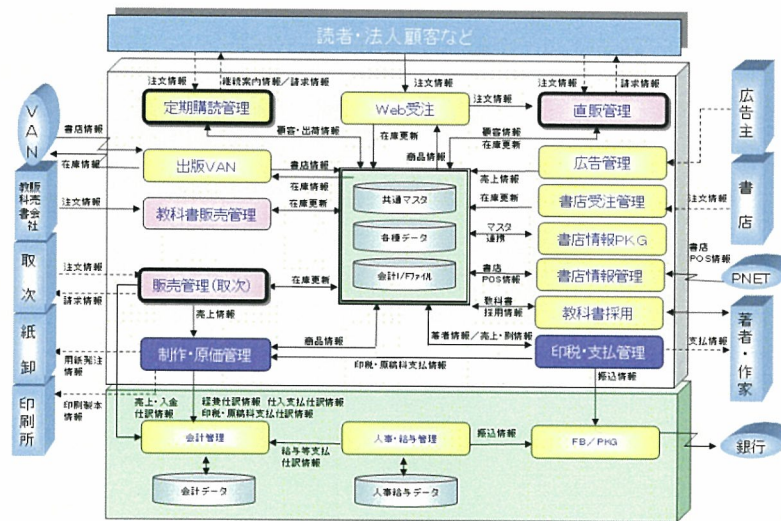 読者・法人顧客など
注文情報
継続案内情報／請求情報
注文情報
注文情報
請求情報
定期購読管理
Web受注
注文情報
直販管理
VAN
書店情報
顧客・出荷情報
在庫更新
顧客情報
在庫更新
広告主
出版VAN
書店情報
商品情報
広告管理
在庫情報
在庫情報
売上情報
教科書販売会社
注文情報
教科書販売管理
在庫更新
共通マスタ
在庫更新
書店受注管理
注文情報
書店
各種データ
マスタ
連携
書店情報PKG
取次
注文情報
請求情報
販売管理(取次)
在庫更新
会計I/Fファイル
書店
POS情報
書店情報管理
書店
POS情報
PNET
教科書
採用情報
教科書採用
売上情報
紙卸
用紙発注
情報
制作・原価管理
商品情報
著者情報／売上・刷情報
印税・原稿料支払情報
印税・支払管理
支払情報
著者・作家
印刷所
印刷製本
情報
売上・入金
仕訳情報
経費仕訳情報 仕入支払仕訳情報
印税・原稿料支払仕訳情報
振込情報
会計管理
給与等支払
仕訳情報
人事・給与管理
振込情報
FB/PKG
銀行
会計データ
人事給与データ